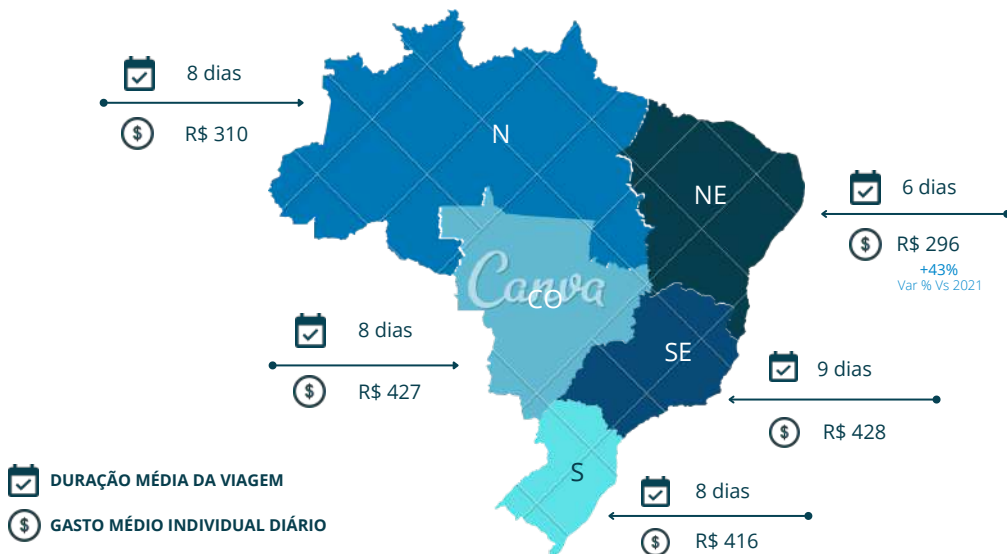 8 dias
R$ 310
N
NE
6 dias
R$ 296
+43%
Var % Vs 2021
Canva
CO
8 dias
R$ 427
SE
9 dias
R$ 428
S
8 dias
R$ 416
DURAÇÃO MÉDIA DA VIAGEM
GASTO MÉDIO INDIVIDUAL DIÁRIO